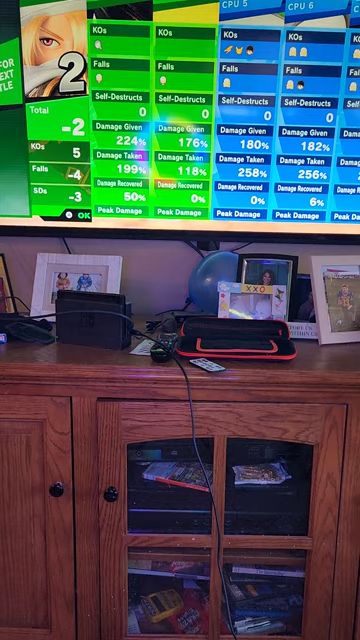 CPU 5
CPU 6
FOR
NEXT
TTLE
2
KOs
KOs
KOs
KOs
Falls
Falls
Falls
Falls
Total
-2
Self-Destructs
Self-Destructs
Self-Destructs
Self-Destructs
0
0
0
0
Damage Given
Damage Given
Damage Given
Damage Given
224%
176%
180%
182%
KOs
5
Damage Taken
Damage Taken
Damage Taken
Damage Taken
199%
118%
258%
256%
Falls
-4
Damage Recovered
Damage Recovered
Damage Recovered
Damage Recovered
SDs
-3
50%
0%
0%
6%
OK
Peak Damage
Peak Damage
Peak Damage
Peak Damage
XXO